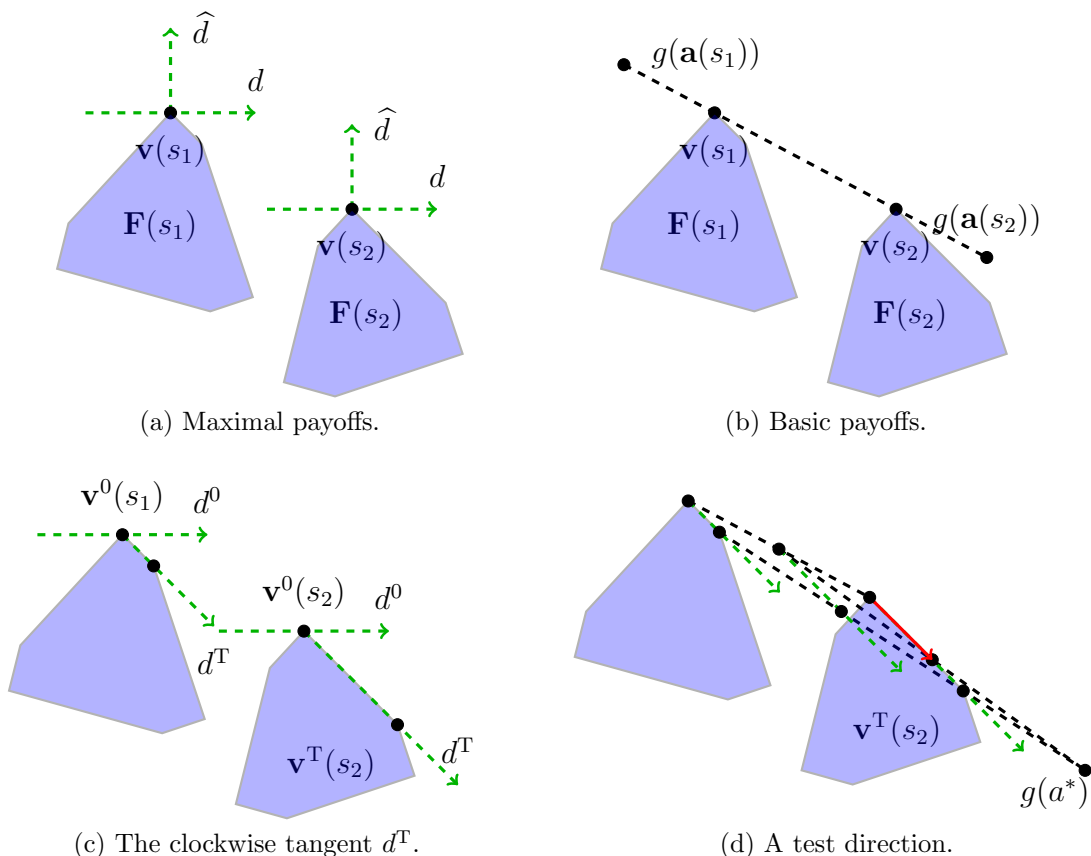 d̂
d
v(s₁)
F(s₁)
d̂
d
v(s₂)
F(s₂)
(a) Maximal payoffs.
g(a(s₁))
v(s₁)
F(s₁)
g(a(s₂))
v(s₂)
F(s₂)
(b) Basic payoffs.
v⁰(s₁)
d⁰
dᵀ
v⁰(s₂)
d⁰
dᵀ
vᵀ(s₂)
(c) The clockwise tangent dᵀ.
vᵀ(s₂)
g(a*)
(d) A test direction.